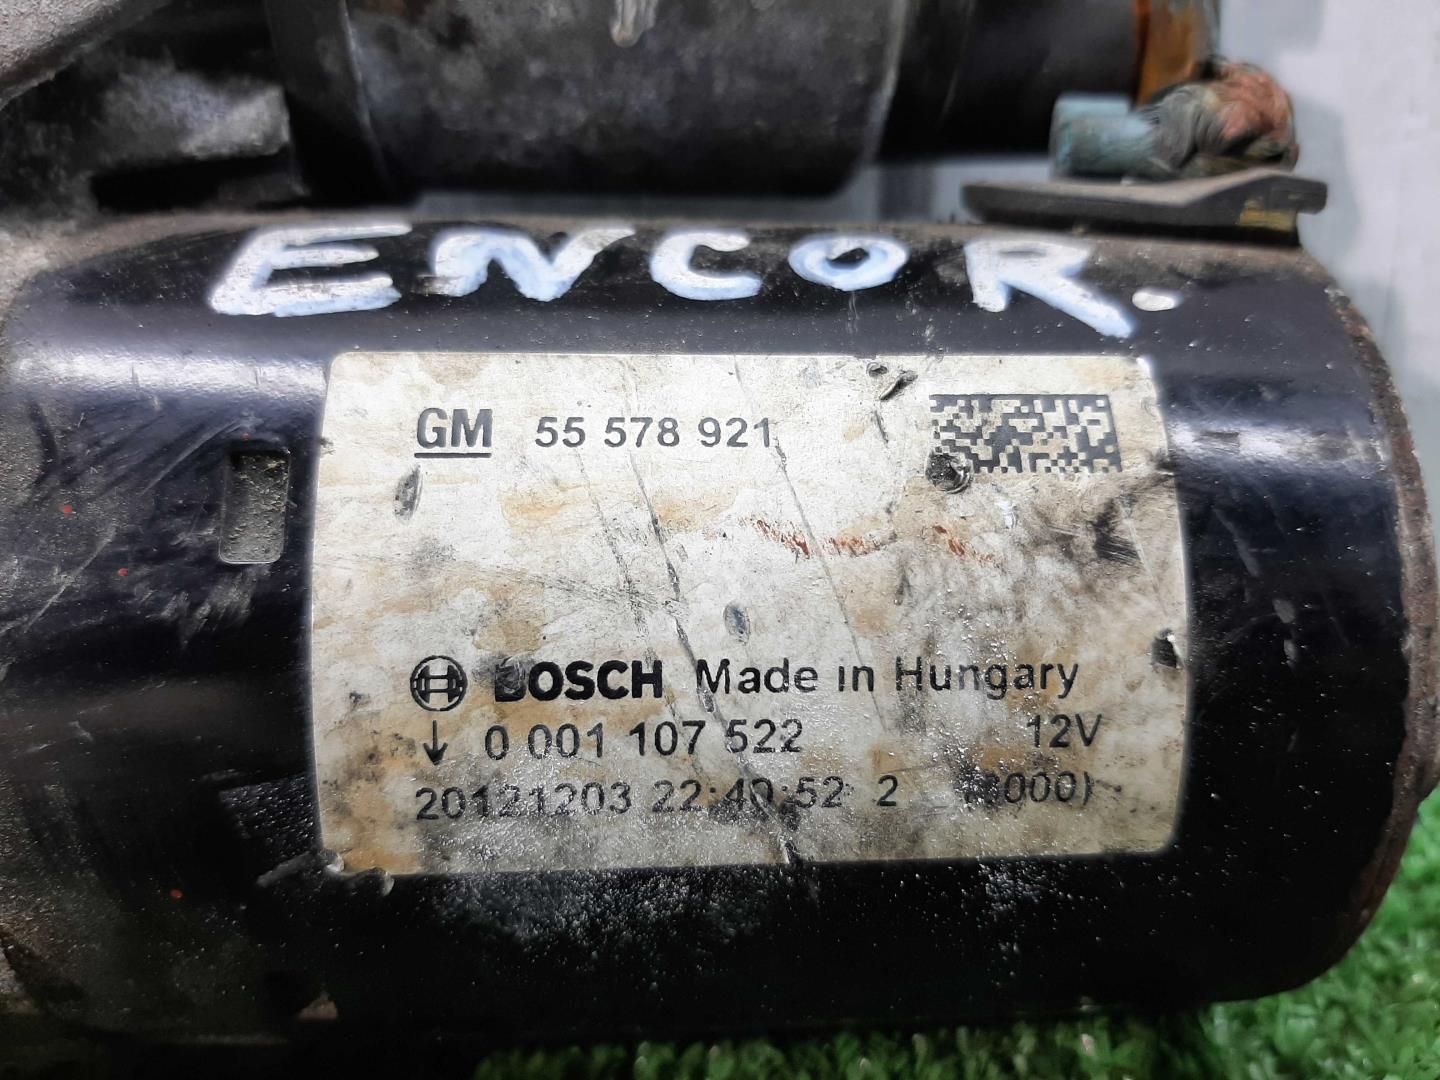 ENCOR.
GM 55 578 921
BOSCH Made in Hungary
↓ 0 001 107 522 12V
20121203 22:40:52 2